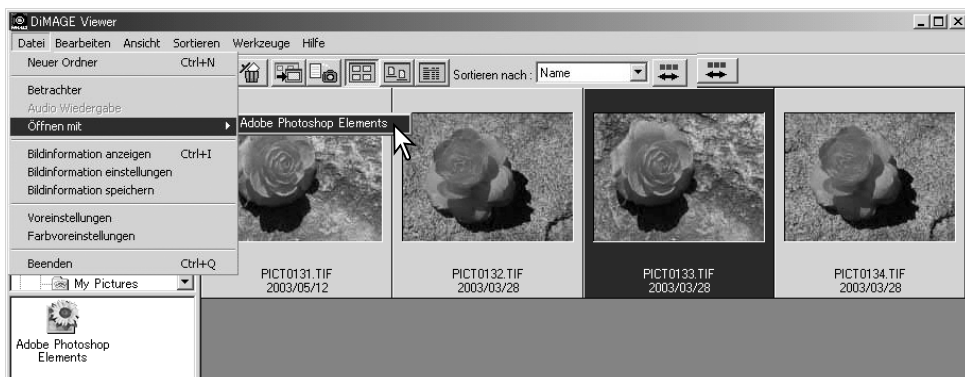 DiMAGE Viewer
Datei Bearbeiten Ansicht Sortieren Werkzeuge Hilfe
Neuer Ordner Ctrl+N
Betrachter
Audio Wiedergabe
Öffnen mit
Adobe Photoshop Elements
Bildinformation anzeigen Ctrl+I
Bildinformation einstellungen
Bildinformation speichern
Voreinstellungen
Farbvoreinstellungen
Beenden Ctrl+Q
Sortieren nach : Name
PICT0131.TIF
2003/05/12
PICT0132.TIF
2003/03/28
PICT0133.TIF
2003/03/28
PICT0134.TIF
2003/03/28
My Pictures
Adobe Photoshop
Elements